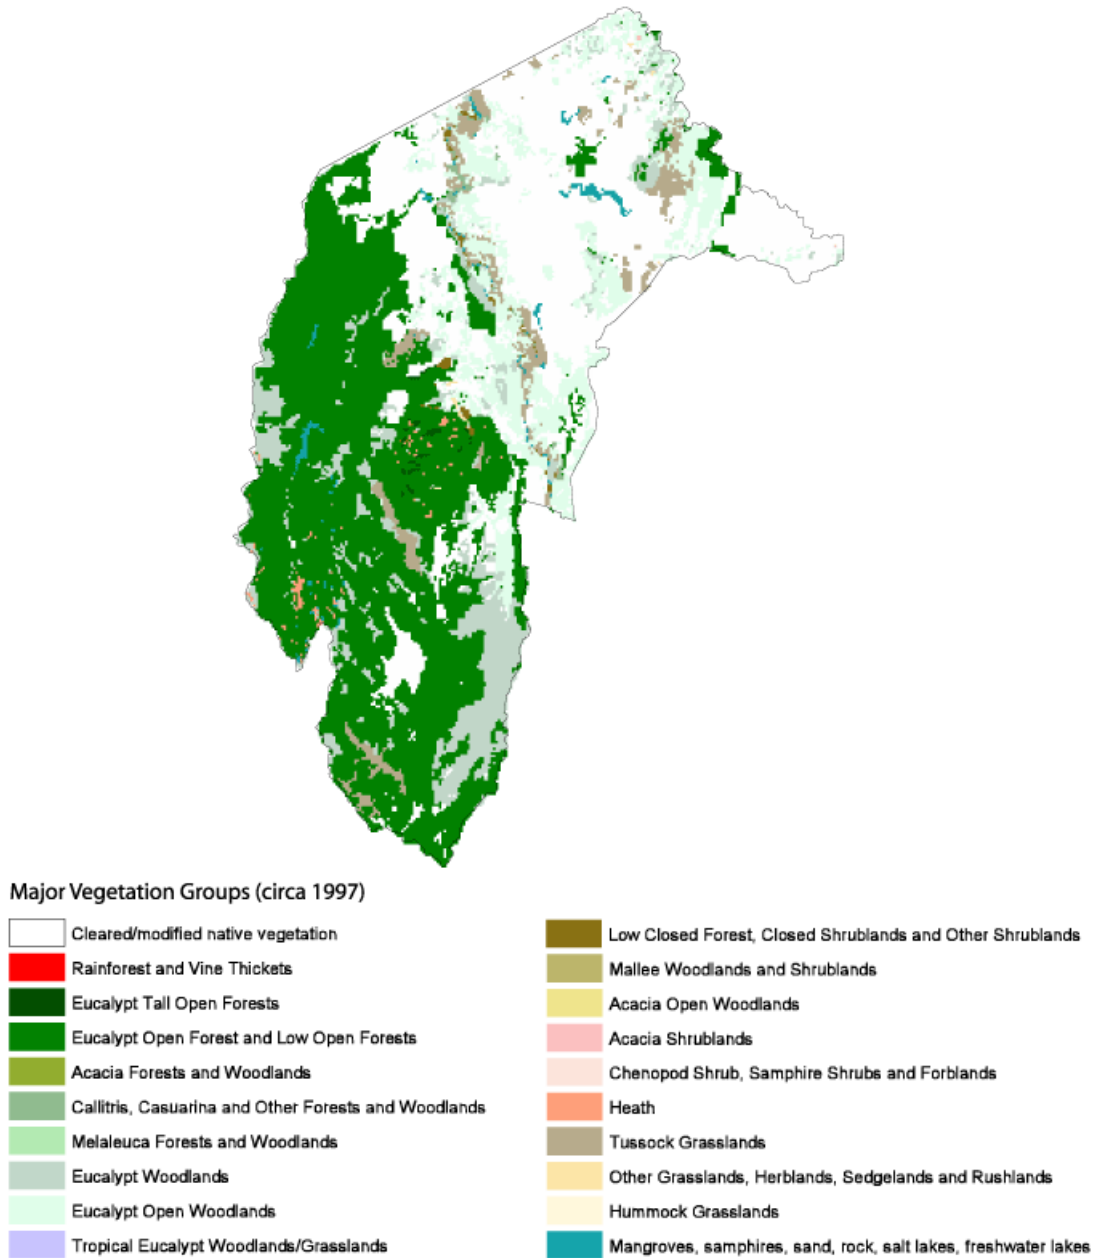 Major Vegetation Groups (circa 1997)
Cleared/modified native vegetation
Rainforest and Vine Thickets
Eucalypt Tall Open Forests
Eucalypt Open Forest and Low Open Forests
Acacia Forests and Woodlands
Callitris, Casuarina and Other Forests and Woodlands
Melaleuca Forests and Woodlands
Eucalypt Woodlands
Eucalypt Open Woodlands
Tropical Eucalypt Woodlands/Grasslands
Low Closed Forest, Closed Shrublands and Other Shrublands
Mallee Woodlands and Shrublands
Acacia Open Woodlands
Acacia Shrublands
Chenopod Shrub, Samphire Shrubs and Forblands
Heath
Tussock Grasslands
Other Grasslands, Herblands, Sedgelands and Rushlands
Hummock Grasslands
Mangroves, samphires, sand, rock, salt lakes, freshwater lakes